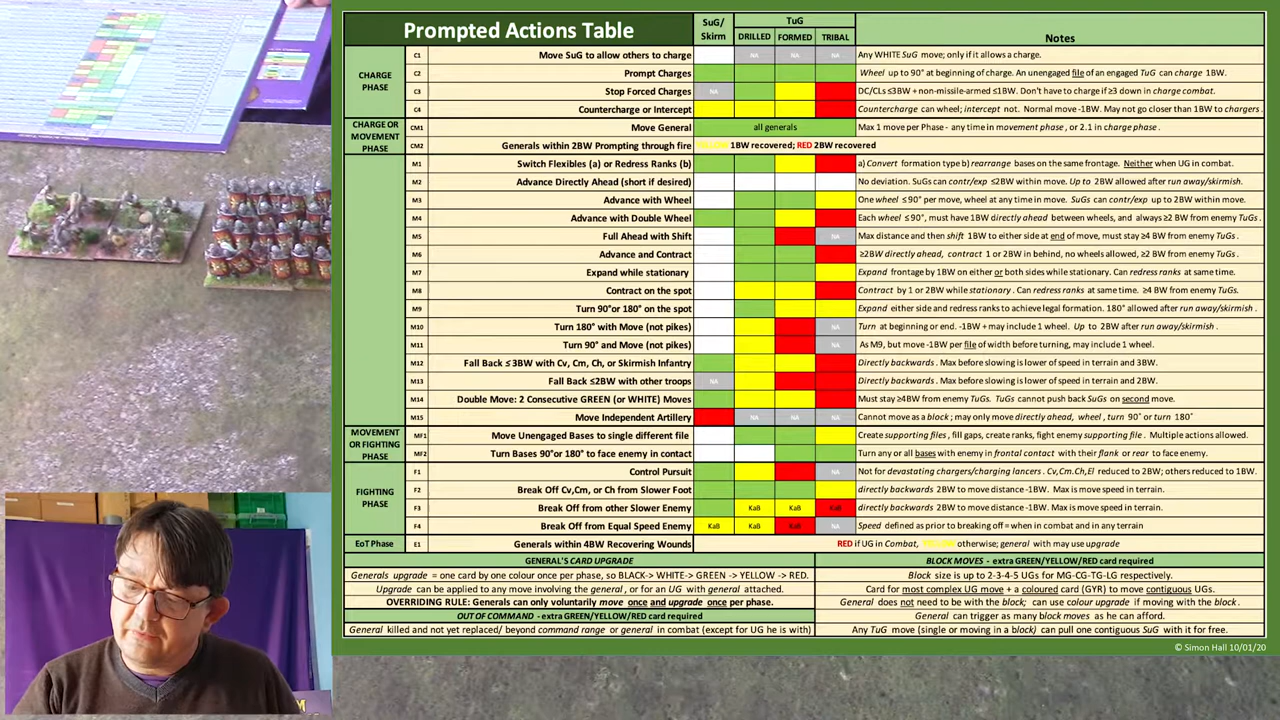 Prompted Actions Table
SuG/ Skirm
TuG
DRILLED FORMED TRIBAL
Notes
CHARGE PHASE
C1 Move SuG to allow others to charge NA NA NA Any initial SuG move; only if it allows a charge.
C2 Prompt Charges Wheel up to 90° at beginning of charge. An unengaged file of an engaged TuG can charge 1BW.
C3 Stop Forced Charges NA DC/CL ≤3BW + non-missile-armed ≤1BW. Don't have to charge if ≥3 down in charge combat.
C4 Countercharge or Intercept Countercharge can wheel; intercept not. Normal move -1BW. May not go closer than 1BW to chargers.
CHARGE OR MOVEMENT PHASE
CM1 Move General all generals Max 1 move per Phase - any time in movement phase, or 2.1 in charge phase.
CM2 Generals within 2BW Prompting through fire YELLOW 1BW recovered; RED 2BW recovered
M1 Switch Flexibles (a) or Redress Ranks (b) a) Convert formation type b) rearrange bases on the same frontage. Neither when UG in combat.
M2 Advance Directly Ahead (short if desired) No deviation. SuGs can contr/exp ≤2BW within move. Up to 2BW allowed after run away/skirmish.
M3 Advance with Wheel One wheel ≤90° per move, wheel at any time in move. SuGs can contr/exp up to 2BW within move.
M4 Advance with Double Wheel Each wheel ≤90°, must have 1BW directly ahead between wheels, and always ≥2 BW from enemy TuGs.
M5 Full Ahead with Shift NA Max distance and then shift 1BW to either side at end of move, must stay ≥4 BW from enemy TuGs.
M6 Advance and Contract ≥2BW directly ahead, contract 1 or 2BW in behind, no wheels allowed, ≥2 BW from enemy TuGs.
M7 Expand while stationary Expand frontage by 1BW on either or both sides while stationary. Can redress ranks at same time.
M8 Contract on the spot Contract by 1 or 2BW while stationary. Can redress ranks at same time. ≥4 BW from enemy TuGs.
M9 Turn 90°or 180° on the spot Expand either side and redress ranks to achieve legal formation. 180° allowed after run away/skirmish.
M10 Turn 180° with Move (not pikes) NA Turn at beginning or end. -1BW + may include 1 wheel. Up to 2BW after run away/skirmish.
M11 Turn 90° and Move (not pikes) NA As M9, but move -1BW per file of width before turning, may include 1 wheel.
M12 Fall Back ≤3BW with Cv, Cm, Ch, or Skirmish Infantry Directly backwards. Max before slowing is lower of speed in terrain and 3BW.
M13 Fall Back ≤2BW with other troops NA Directly backwards. Max before slowing is lower of speed in terrain and 2BW.
M14 Double Move: 2 Consecutive GREEN (or WHITE) Moves Must stay ≥4BW from enemy TuGs. TuGs cannot push back SuGs on second move.
M15 Move Independent Artillery NA NA NA Cannot move as a block; may only move directly ahead, wheel, turn 90° or turn 180°
MOVEMENT OR FIGHTING PHASE
MF1 Move Unengaged Bases to single different file Create supporting files, fill gaps, create ranks, fight enemy supporting file. Multiple actions allowed.
MF2 Turn Bases 90°or 180° to face enemy in contact Turn any or all bases with enemy in frontal contact with their flank or rear to face enemy.
FIGHTING PHASE
F1 Control Pursuit NA Not for devastating chargers/charging lancers. Cv,Cm.Ch,El reduced to 2BW; others reduced to 1BW.
F2 Break Off Cv,Cm, or Ch from Slower Foot directly backwards 2BW to move distance -1BW. Max is move speed in terrain.
F3 Break Off from other Slower Enemy KaB KaB KaB directly backwards 2BW to move distance -1BW. Max is move speed in terrain.
F4 Break Off from Equal Speed Enemy KaB KaB KaB NA Speed defined as prior to breaking off = when in combat and in any terrain
EoT Phase E1 Generals within 4BW Recovering Wounds RED if UG in Combat, YELLOW otherwise; general with may use upgrade
GENERAL'S CARD UPGRADE
Generals upgrade = one card by one colour once per phase, so BLACK-> WHITE-> GREEN -> YELLOW -> RED.
Upgrade can be applied to any move involving the general, or for an UG with general attached.
OVERRIDING RULE: Generals can only voluntarily move once and upgrade once per phase.
OUT OF COMMAND - extra GREEN/YELLOW/RED card required
General killed and not yet replaced/ beyond command range or general in combat (except for UG he is with)
BLOCK MOVES - extra GREEN/YELLOW/RED card required
Block size is up to 2-3-4-5 UGs for MG-CG-TG-LG respectively.
Card for most complex UG move + a coloured card (GYR) to move contiguous UGs.
General does not need to be with the block; can use colour upgrade if moving with the block.
General can trigger as many block moves as he can afford.
Any TuG move (single or moving in a block) can pull one contiguous SuG with it for free.
© Simon Hall 10/01/20